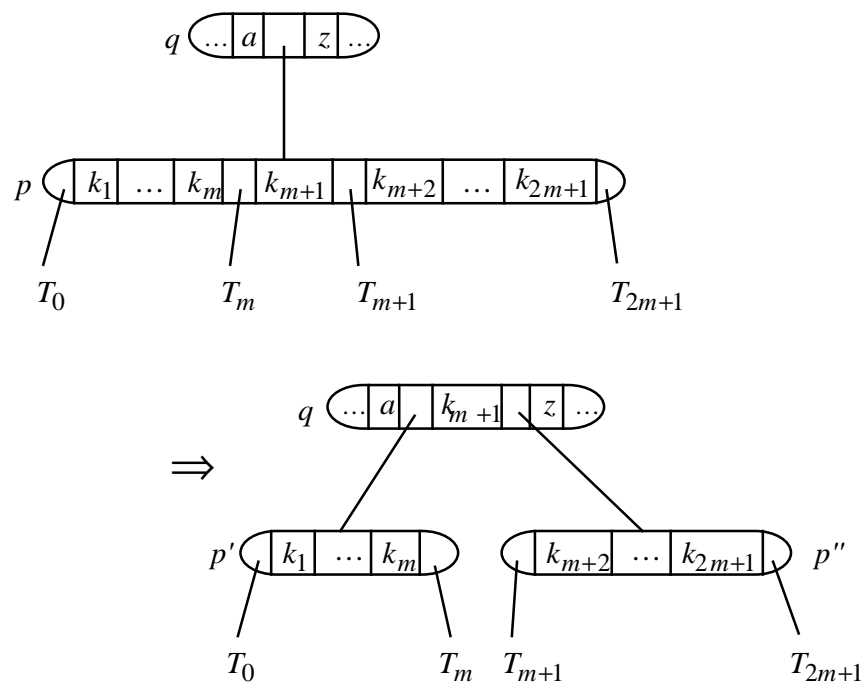 q … a z …
p k₁ … kₘ kₘ₊₁ kₘ₊₂ … k₂ₘ₊₁
T₀ Tₘ Tₘ₊₁ T₂ₘ₊₁
q … a kₘ₊₁ z …
⇒
p' k₁ … kₘ kₘ₊₂ … k₂ₘ₊₁ p''
T₀ Tₘ Tₘ₊₁ T₂ₘ₊₁